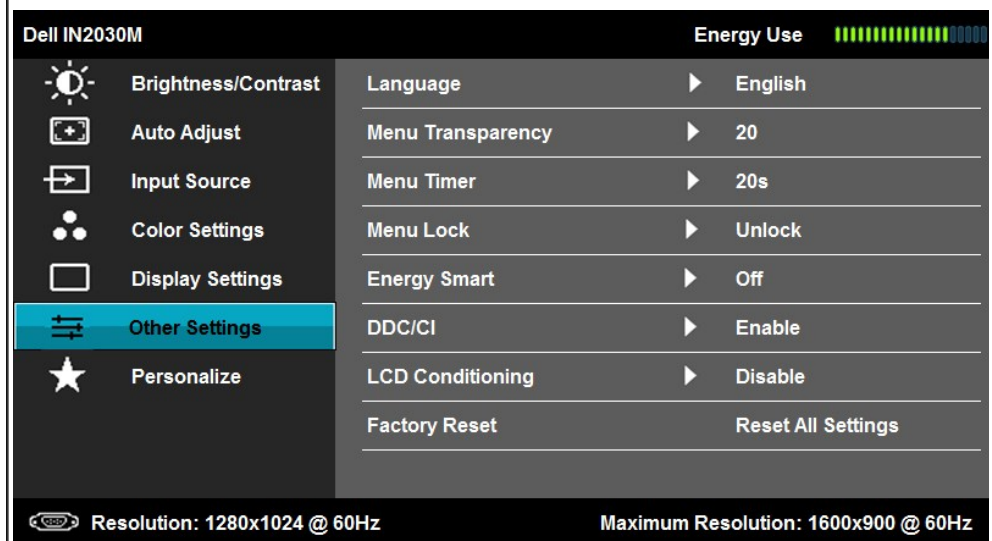 Dell IN2030M Energy Use
Brightness/Contrast Language English
Auto Adjust Menu Transparency 20
Input Source Menu Timer 20s
Color Settings Menu Lock Unlock
Display Settings Energy Smart Off
Other Settings DDC/CI Enable
Personalize LCD Conditioning Disable
Factory Reset Reset All Settings
Resolution: 1280x1024 @ 60Hz Maximum Resolution: 1600x900 @ 60Hz